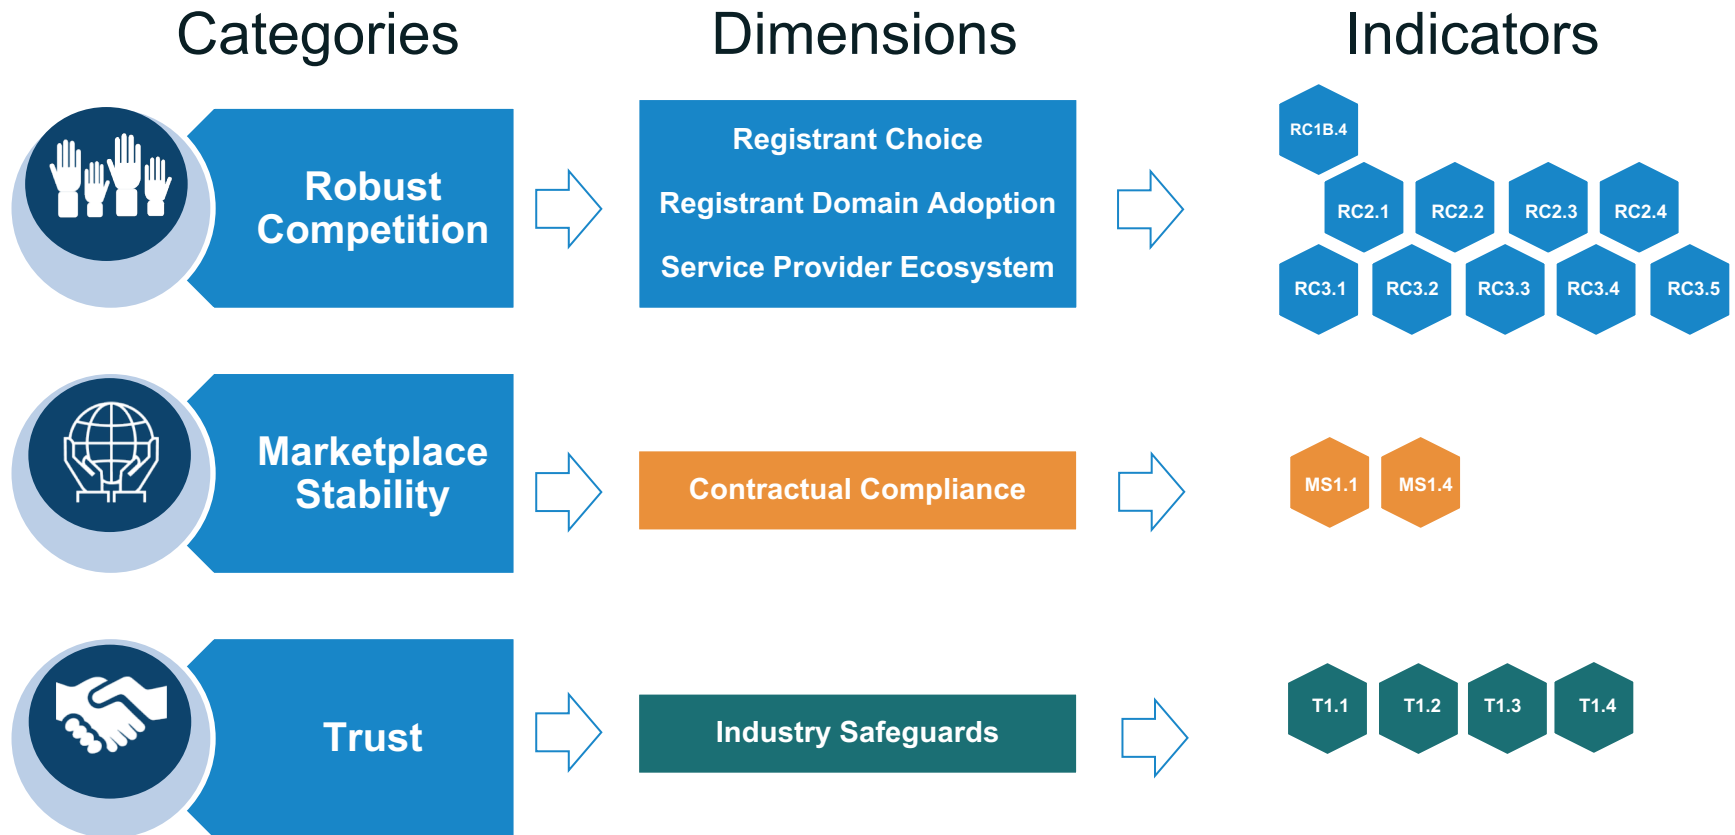 Categories
Dimensions
Indicators
Robust
Competition
Registrant Choice
Registrant Domain Adoption
Service Provider Ecosystem
RC1B.4
RC2.1 RC2.2 RC2.3 RC2.4
RC3.1 RC3.2 RC3.3 RC3.4 RC3.5
Marketplace
Stability
Contractual Compliance
MS1.1 MS1.4
Trust
Industry Safeguards
T1.1 T1.2 T1.3 T1.4